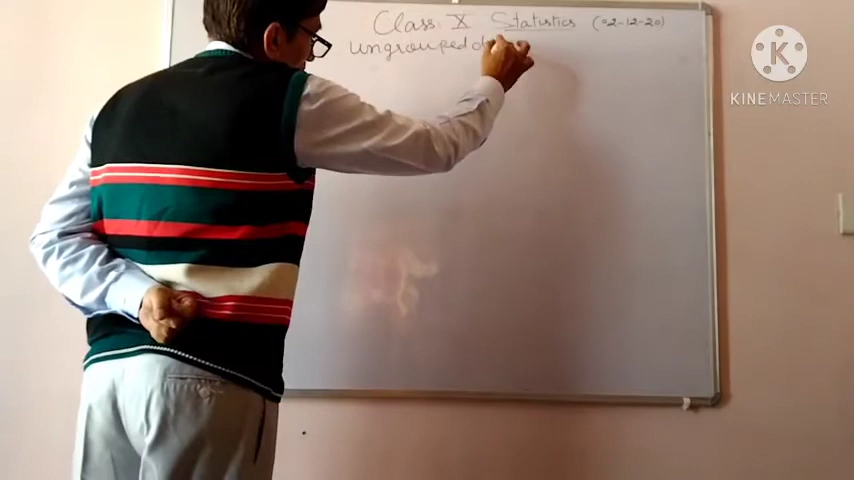 Class X Statistics (02-12-20)
ungrouped d
K
KINEMASTER